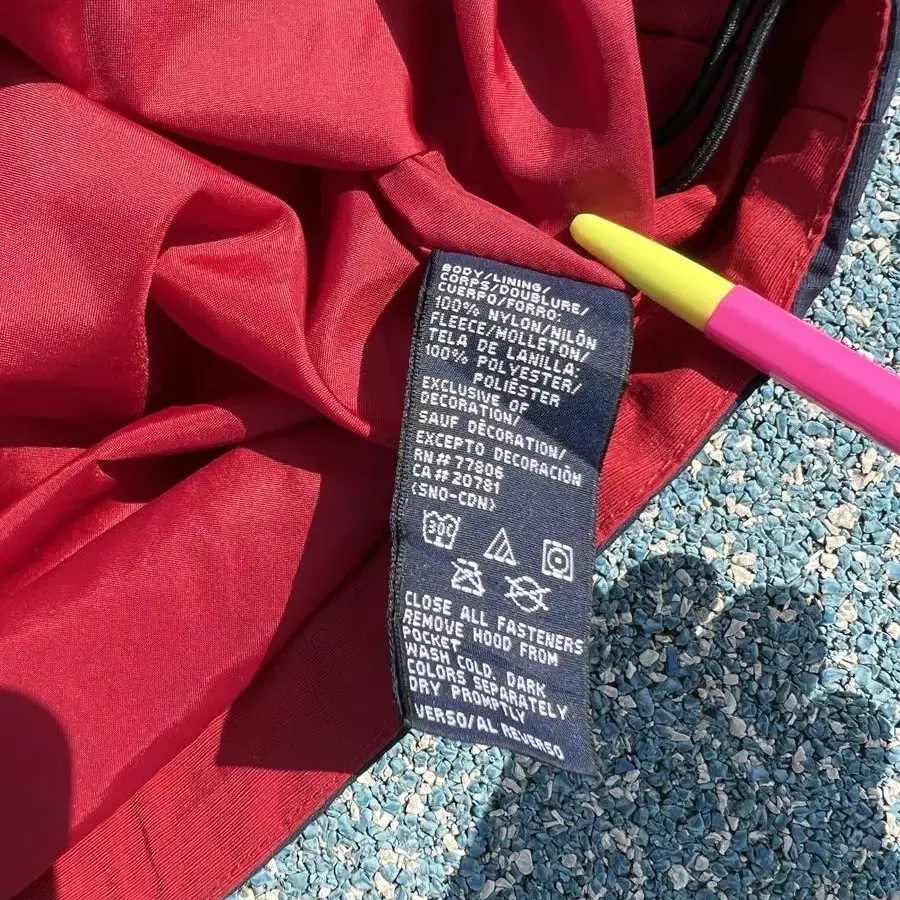 BODY/LINING/
CORPS/DOUBLURE/
CUERPO/FORRO:
100% NYLON/NILÓN
FLEECE/MOLLETON/
TELA DE LANILLA:
100% POLYESTER/
POLIÉSTER
EXCLUSIVE OF
DECORATION/
SAUF DÉCORATION/
EXCEPTO DECORACIÓN
RN# 77806
CA# 20781
(SNO-CDN)
30C
CLOSE ALL FASTENERS
REMOVE HOOD FROM
POCKET
WASH COLD. DARK
COLORS SEPARATELY
DRY PROMPTLY
VERSO/AL REVERSO